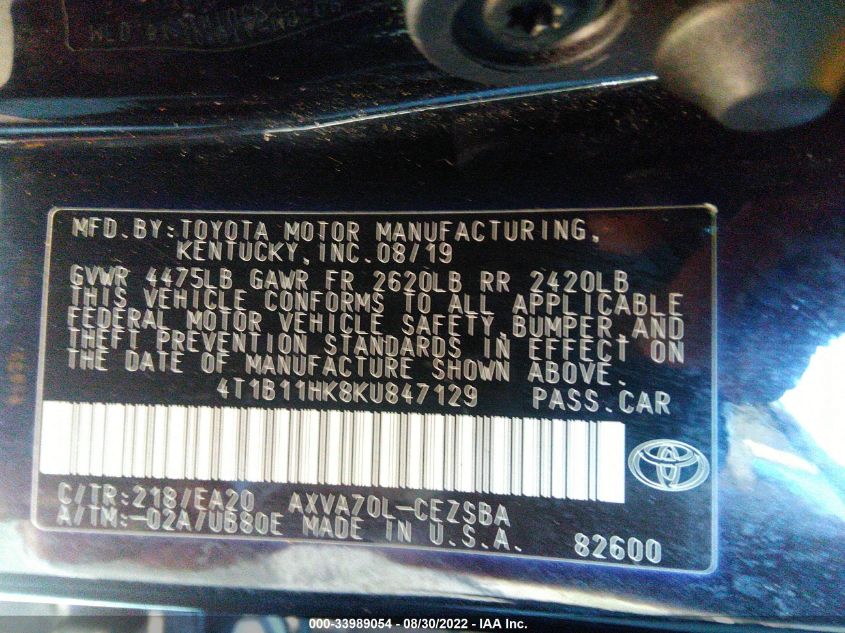 MFD.BY:TOYOTA MOTOR MANUFACTURING,
KENTUCKY,INC.08/19
GVWR 4475LB GAWR FR 2620LB RR 2420LB
THIS VEHICLE CONFORMS TO ALL APPLICABLE
FEDERAL MOTOR VEHICLE SAFETY,BUMPER AND
THEFT PREVENTION STANDARDS IN EFFECT ON
THE DATE OF MANUFACTURE SHOWN ABOVE.
4T1B11HK8KU847129 PASS.CAR
C/TR:218/EA20 AXVA70L-CEZSBA
A/TM:-02A/UB80E MADE IN U.S.A. 82600
000-33989054 - 08/30/2022 - IAA Inc.